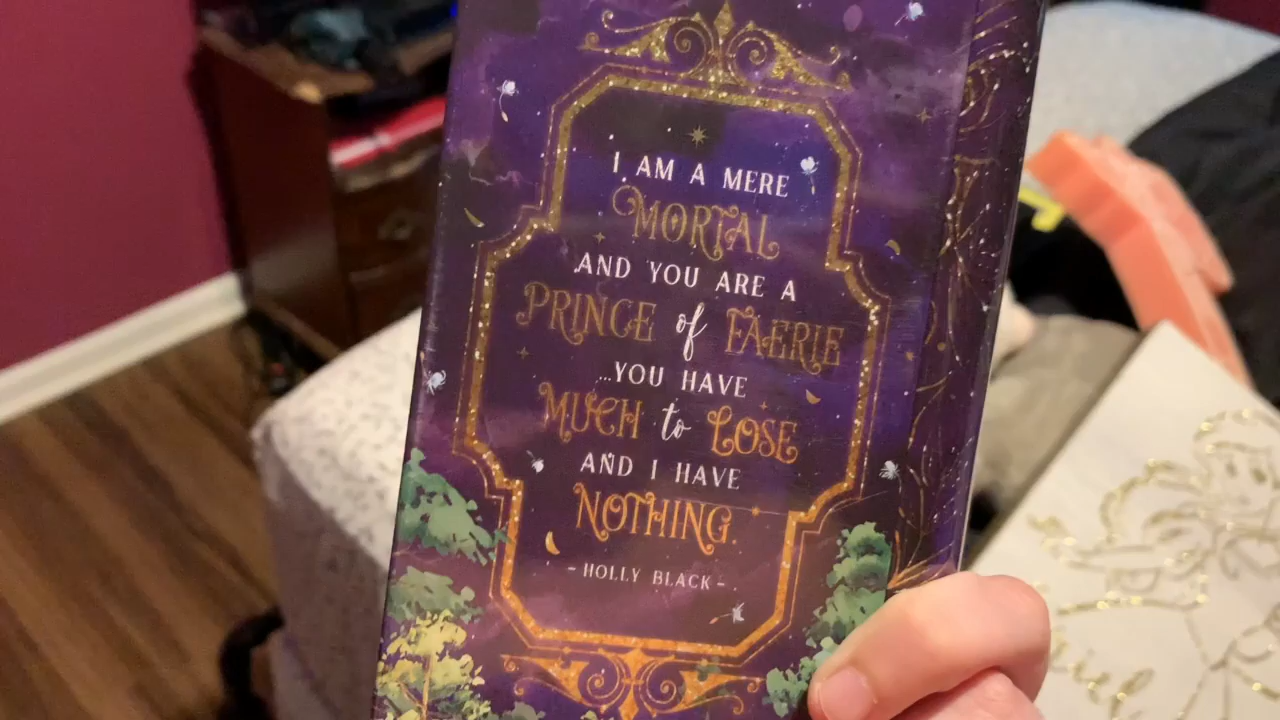 I AM A MERE
MORTAL
AND YOU ARE A
PRINCE of FAERIE
...YOU HAVE
MUCH to LOSE
AND I HAVE
NOTHING.
- HOLLY BLACK -